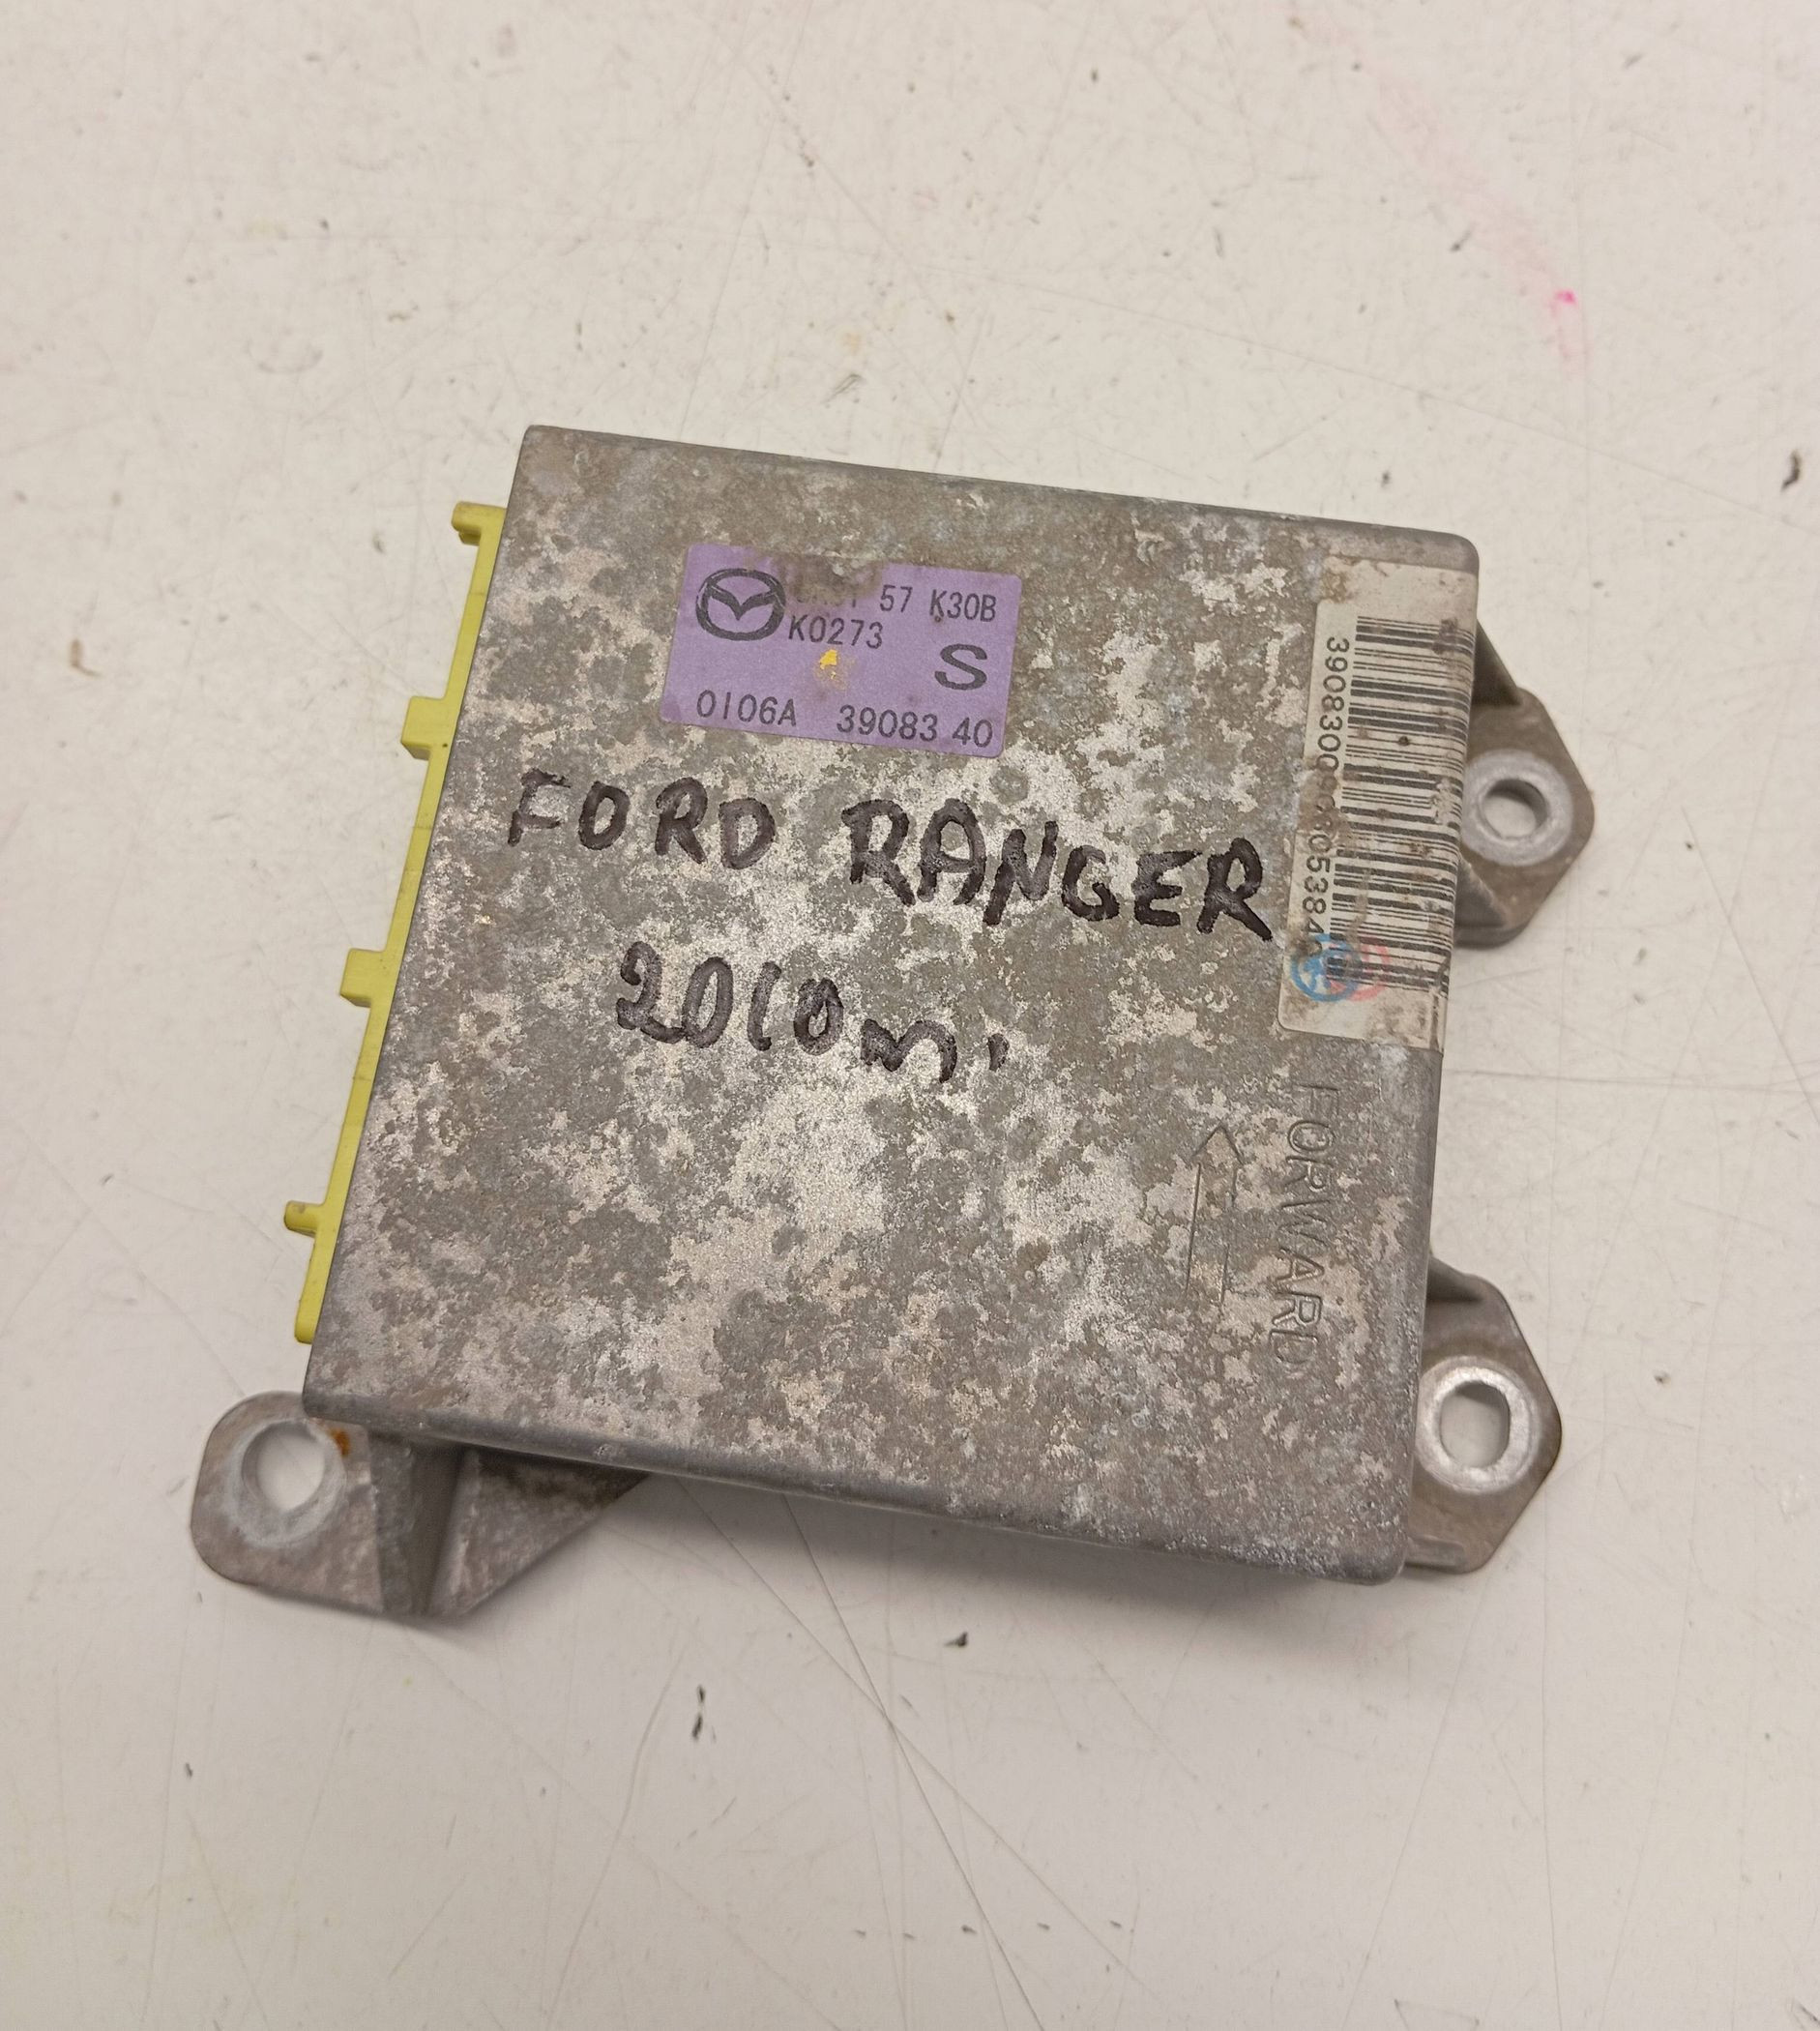 57 K30B
K0273
S
0106A 39083 40
FORD RANGER
2010m.
FORWARD